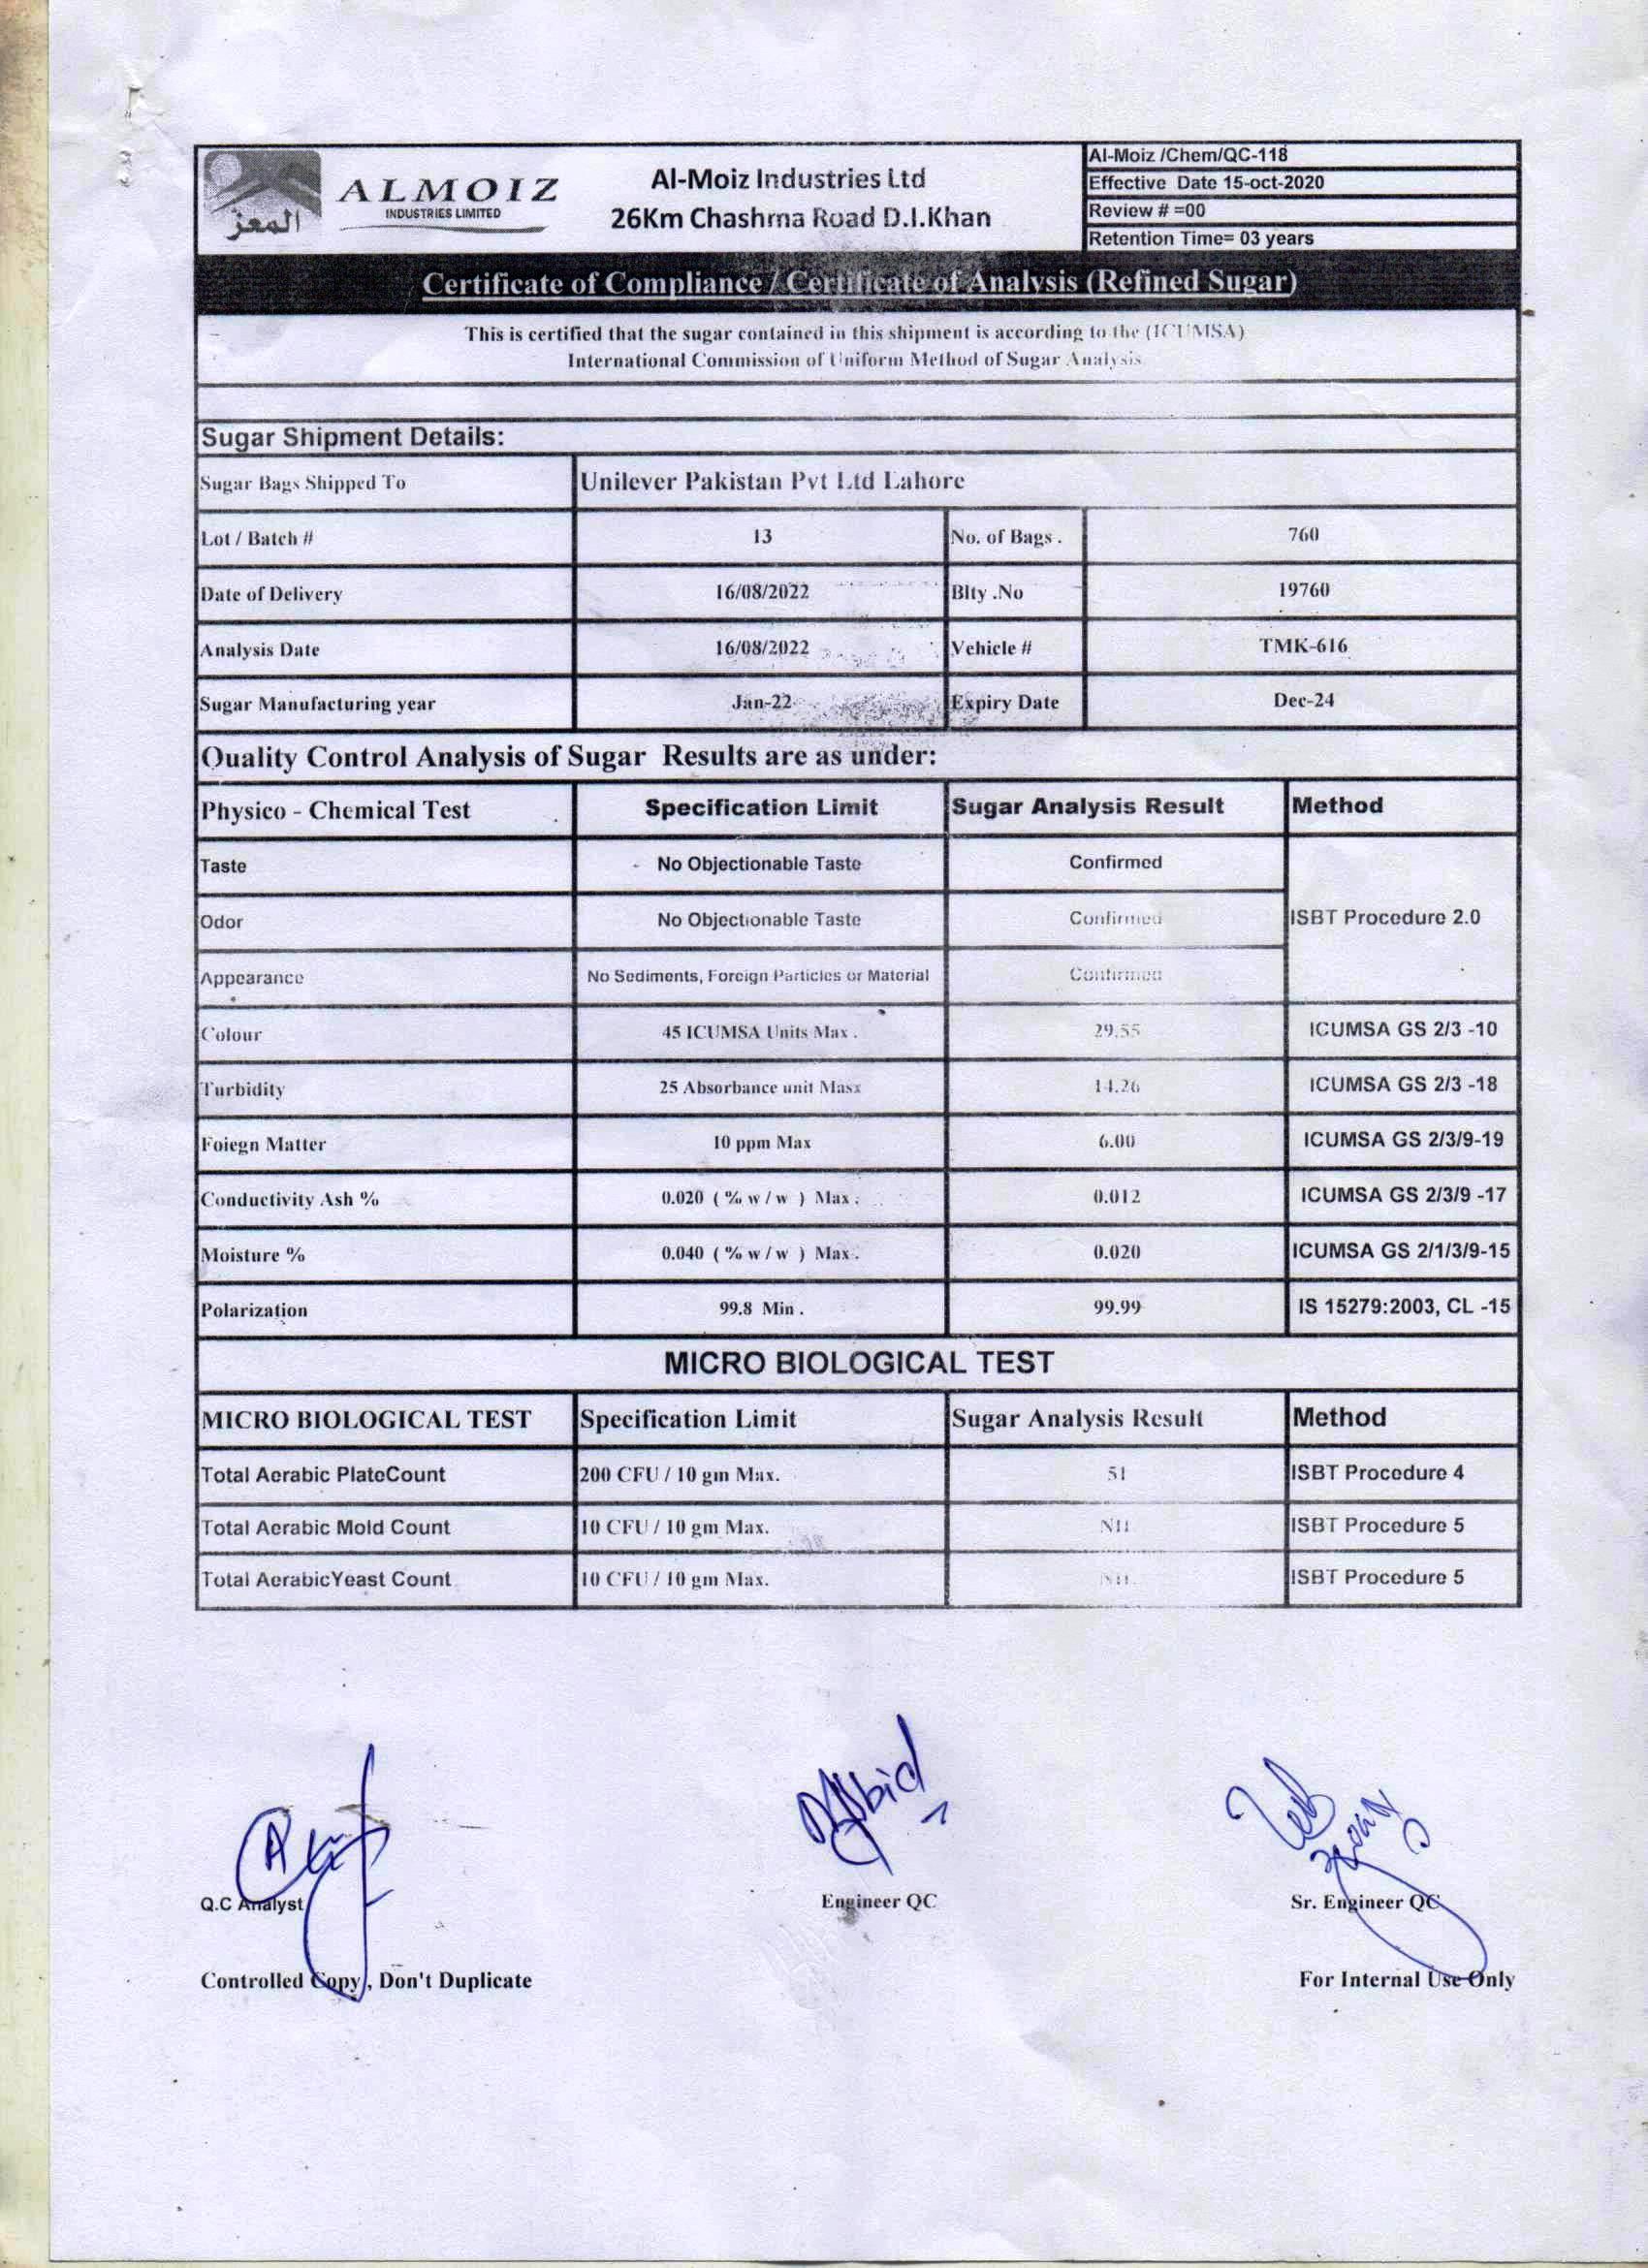 المعز
ALMOIZ
INDUSTRIES LIMITED
Al-Moiz Industries Ltd
26Km Chashma Road D.I.Khan
Al-Moiz /Chem/QC-118
Effective Date 15-oct-2020
Review # =00
Retention Time= 03 years
Certificate of Compliance / Certificate of Analysis (Refined Sugar)
This is certified that the sugar contained in this shipment is according to the (ICUMSA)
International Commission of Uniform Method of Sugar Analysis
Sugar Shipment Details:
Sugar Bags Shipped To Unilever Pakistan Pvt Ltd Lahore
Lot / Batch # 13 No. of Bags . 760
Date of Delivery 16/08/2022 Blty .No 19760
Analysis Date 16/08/2022 Vehicle # TMK-616
Sugar Manufacturing year Jan-22 Expiry Date Dec-24
Quality Control Analysis of Sugar Results are as under:
Physico - Chemical Test Specification Limit Sugar Analysis Result Method
Taste No Objectionable Taste Confirmed
Odor No Objectionable Taste Confirmed ISBT Procedure 2.0
Appearance No Sediments, Foreign Particles or Material Confirmed
Colour 45 ICUMSA Units Max . 29.55 ICUMSA GS 2/3 -10
Turbidity 25 Absorbance unit Masx 14.26 ICUMSA GS 2/3 -18
Foiegn Matter 10 ppm Max 6.00 ICUMSA GS 2/3/9-19
Conductivity Ash % 0.020 ( % w / w ) Max . 0.012 ICUMSA GS 2/3/9 -17
Moisture % 0.040 ( % w / w ) Max . 0.020 ICUMSA GS 2/1/3/9-15
Polarization 99.8 Min . 99.99 IS 15279:2003, CL -15
MICRO BIOLOGICAL TEST
MICRO BIOLOGICAL TEST Specification Limit Sugar Analysis Result Method
Total Aerabic PlateCount 200 CFU / 10 gm Max. 51 ISBT Procedure 4
Total Aerabic Mold Count 10 CFU / 10 gm Max. NIL ISBT Procedure 5
Total AerabicYeast Count 10 CFU / 10 gm Max. NIL ISBT Procedure 5
Q.C Analyst Engineer QC Sr. Engineer QC
Controlled Copy , Don't Duplicate For Internal Use Only